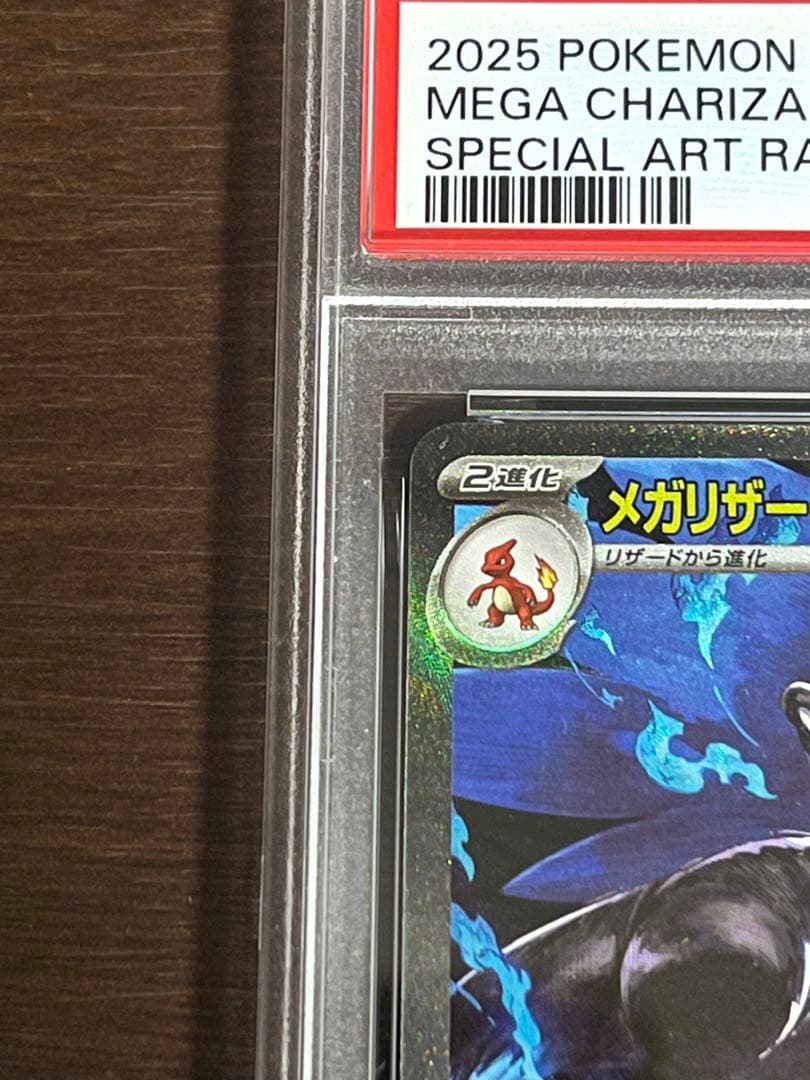 2025 POKEMON
MEGA CHARIZA
SPECIAL ART RA
2進化
メガリザー
リザードから進化